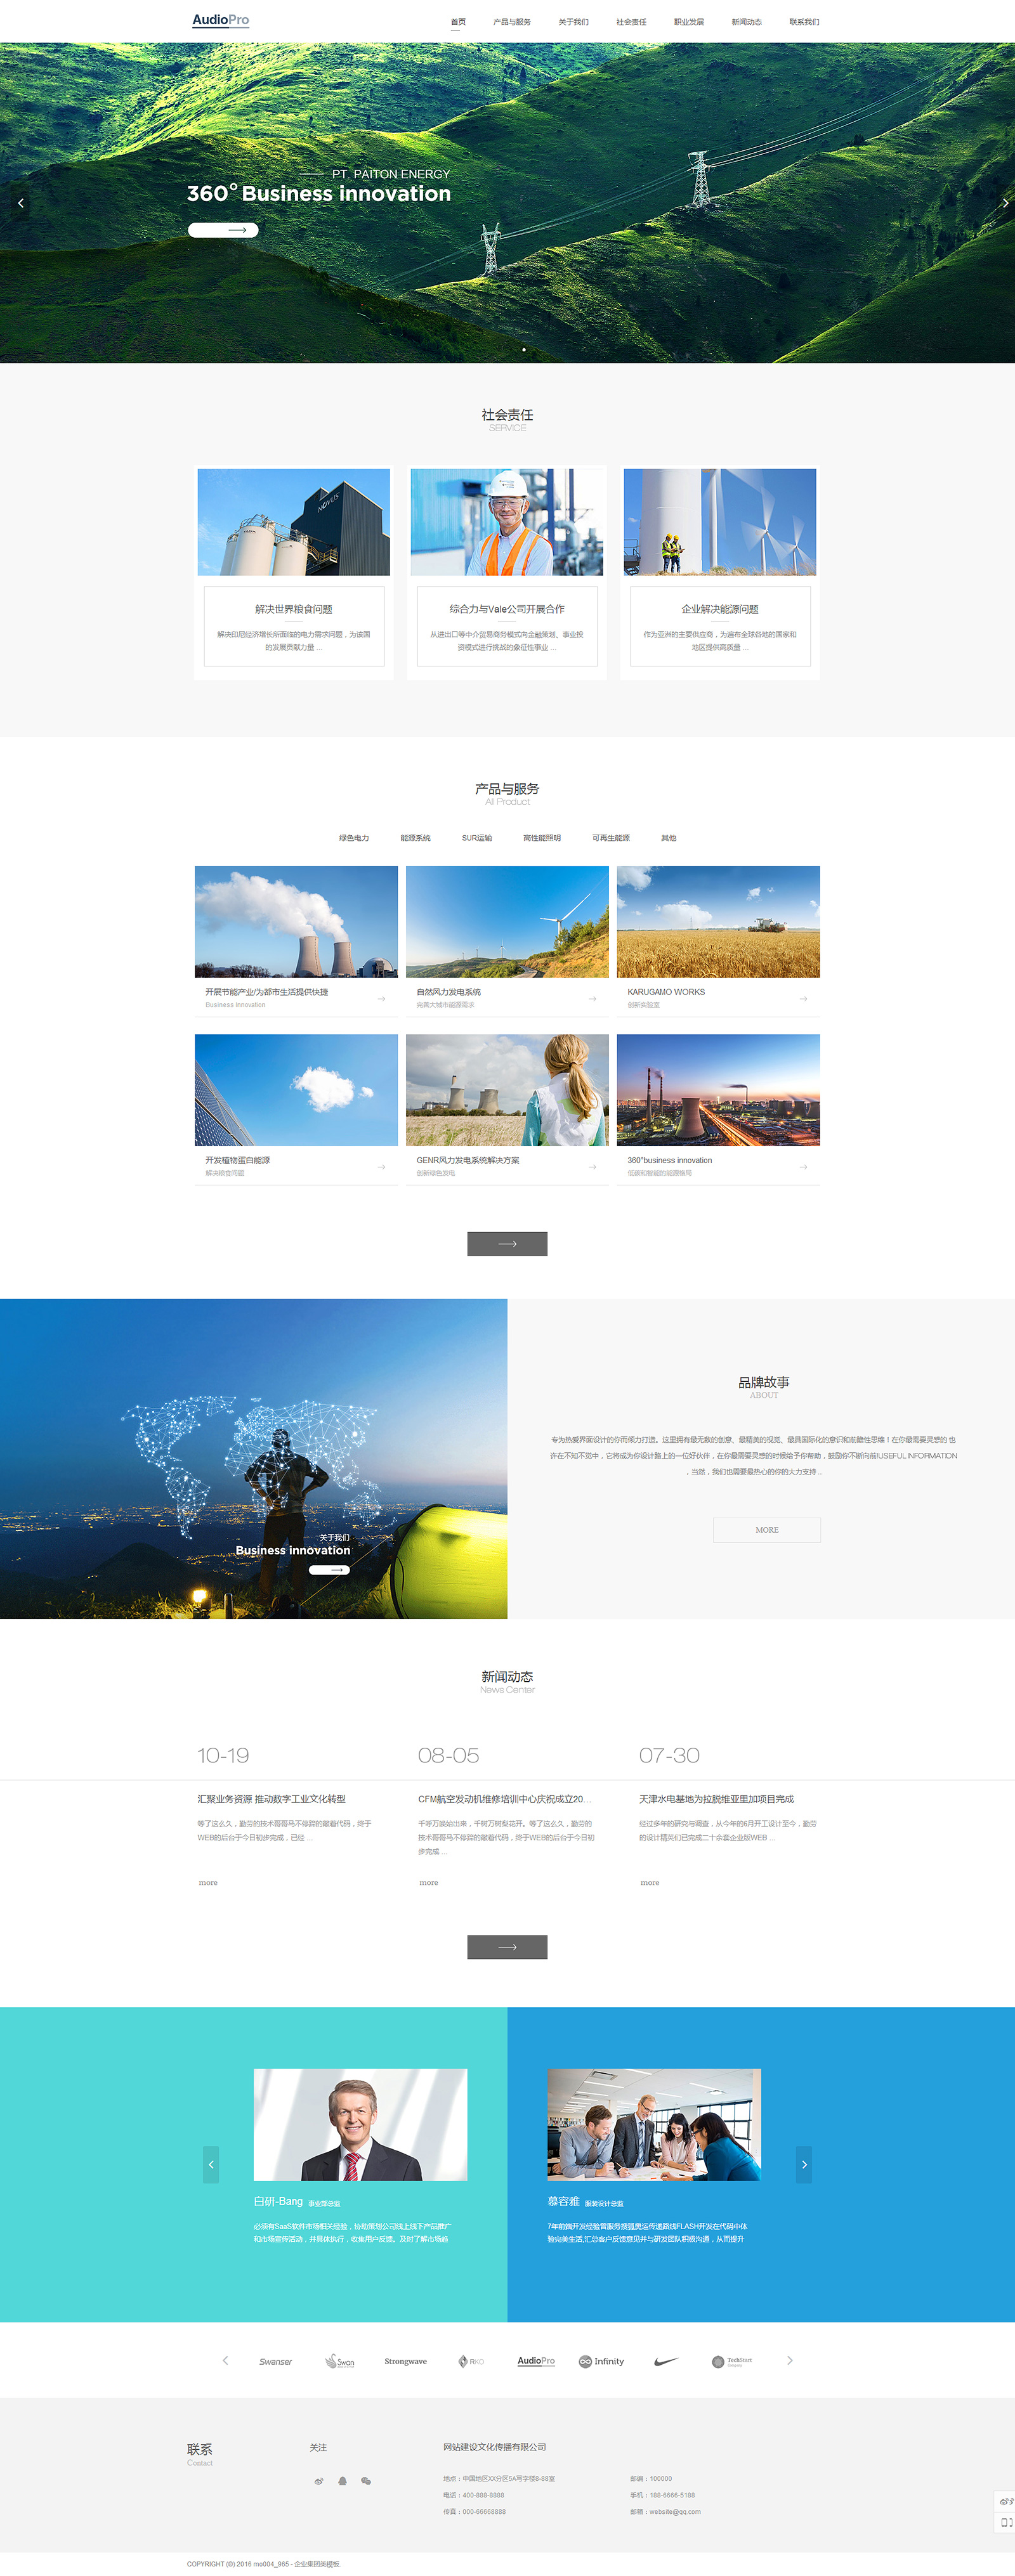 AudioPro
首页 产品与服务 关于我们 社会责任 职业发展 新闻动态 联系我们
PT. PAITON ENERGY
360° Business innovation
社会责任
SERVICE
NOVUS
解决世界粮食问题
解决印尼经济增长所面临的电力需求问题，为该国
的发展贡献力量 ...
综合力与Vale公司开展合作
从进出口等中介贸易商务模式向金融策划、事业投
资模式进行挑战的象征性事业 ...
企业解决能源问题
作为亚洲的主要供应商，为遍布全球各地的国家和
地区提供高质量 ...
产品与服务
All Product
绿色电力 能源系统 SUR运输 高性能照明 可再生能源 其他
开展节能产业/为都市生活提供快捷
Business Innovation
自然风力发电系统
完善大城市能源需求
KARUGAMO WORKS
创新实验室
开发植物蛋白能源
解决粮食问题
GENR风力发电系统解决方案
创新绿色发电
360°business innovation
低碳和智能的能源格局
关于我们
Business innovation
品牌故事
ABOUT
专为热爱界面设计的你而倾力打造。这里拥有最无敌的创意、最精美的视觉、最具国际化的意识和前瞻性思维！在你最需要灵想的 也
许在不知不觉中，它将成为你设计路上的一位好伙伴，在你最需要灵想的时候给予你帮助，鼓励你不断向前!USEFUL INFORMATION
，当然，我们也需要最热心的你的大力支持 ...
MORE
新闻动态
News Center
10-19
汇聚业务资源 推动数字工业文化转型
等了这么久，勤劳的技术哥哥马不停蹄的敲着代码，终于
WEB的后台于今日初步完成，已经 ...
more
08-05
CFM航空发动机维修培训中心庆祝成立20...
千呼万唤始出来，千树万树梨花开。等了这么久，勤劳的
技术哥哥马不停蹄的敲着代码，终于WEB的后台于今日初
步完成 ...
more
07-30
天津水电基地为拉脱维亚里加项目完成
经过多年的研究与调查，从今年的6月开工设计至今，勤劳
的设计精英们已完成二十余套企业版WEB ...
more
白研-Bang 事业部总监
必须有SaaS软件市场相关经验，协助策划公司线上线下产品推广
和市场宣传活动，并具体执行，收集用户反馈。及时了解市场器
慕容雅 服装设计总监
7年前端开发经验曾服务搜狐奥运传递路线FLASH开发在代码中体
验完美生活,汇总客户反馈意见并与研发团队积极沟通，从而提升
Swanser
Swan
Strongwave
RKO
AudioPro
Infinity
TechStart
联系
Contact
关注
网站建设文化传播有限公司
地点：中国地区XX分区5A写字楼8-88室
电话：400-888-8888
传真：000-66668888
邮编：100000
手机：188-6666-5188
邮箱：website@qq.com
COPYRIGHT (©) 2016 mo004_965 - 企业集团类模板.